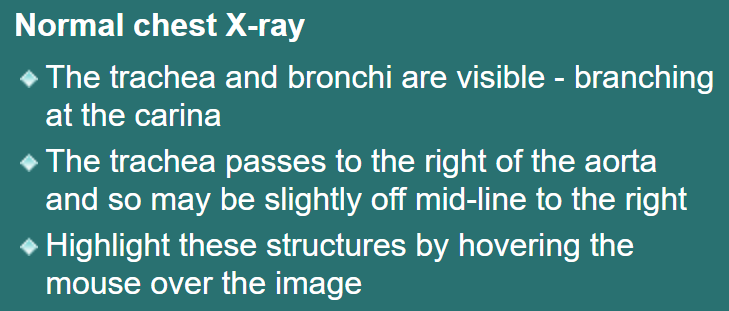 Normal chest X-ray
The trachea and bronchi are visible - branching
at the carina
The trachea passes to the right of the aorta
and so may be slightly off mid-line to the right
Highlight these structures by hovering the
mouse over the image